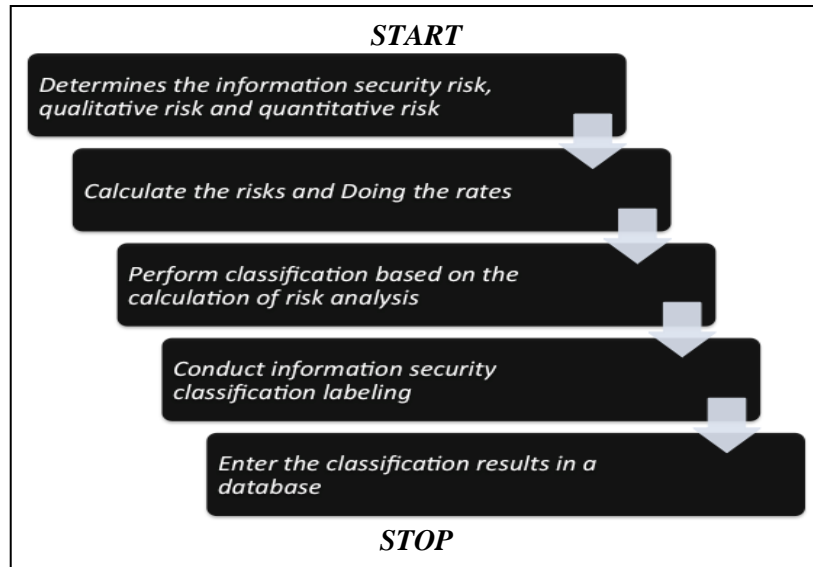 START
Determines the information security risk,
qualitative risk and quantitative risk
Calculate the risks and Doing the rates
Perform classification based on the
calculation of risk analysis
Conduct information security
classification labeling
Enter the classification results in a
database
STOP